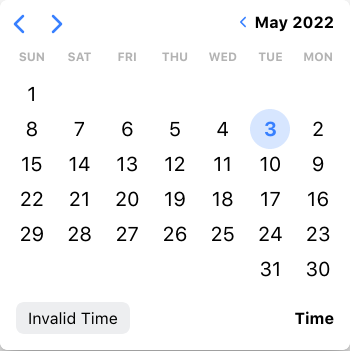 May 2022
SUN SAT FRI THU WED TUE MON
1
8 7 6 5 4 3 2
15 14 13 12 11 10 9
22 21 20 19 18 17 16
29 28 27 26 25 24 23
31 30
Invalid Time Time